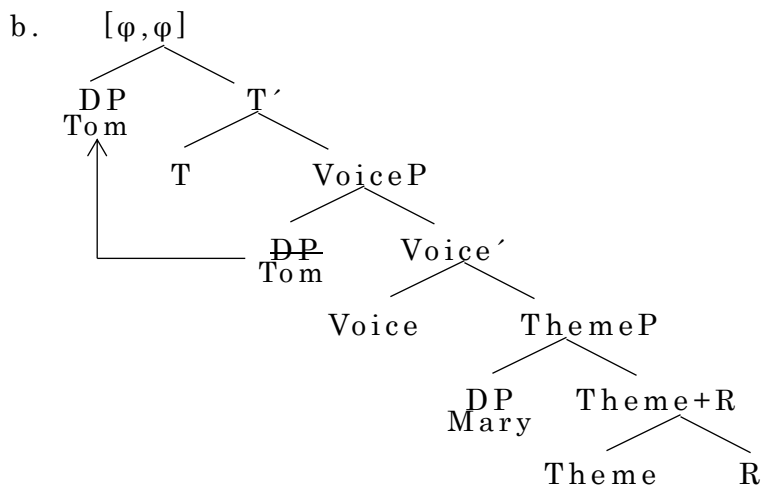 b. [φ,φ]
DP T´
Tom
T VoiceP
DP Voice´
Tom
Voice ThemeP
DP Theme+R
Mary
Theme R